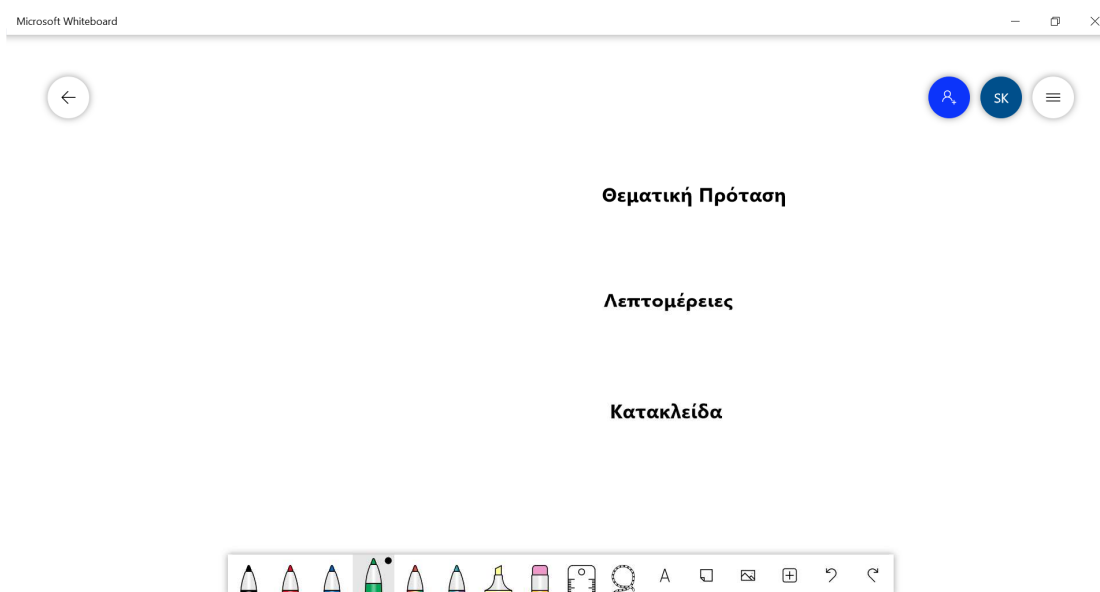 Microsoft Whiteboard
SK
Θεματική Πρόταση
Λεπτομέρειες
Κατακλείδα
A